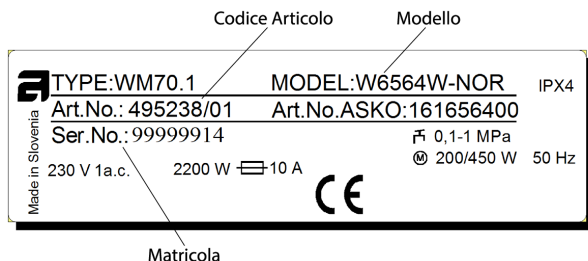 Codice Articolo Modello
TYPE:WM70.1 MODEL:W6564W-NOR IPX4
Art.No.: 495238/01 Art.No.ASKO:161656400
Ser.No.: 99999914 0,1-1 MPa
Made in Slovenia
230 V 1a.c. 2200 W 10 A M 200/450 W 50 Hz
CE
Matricola